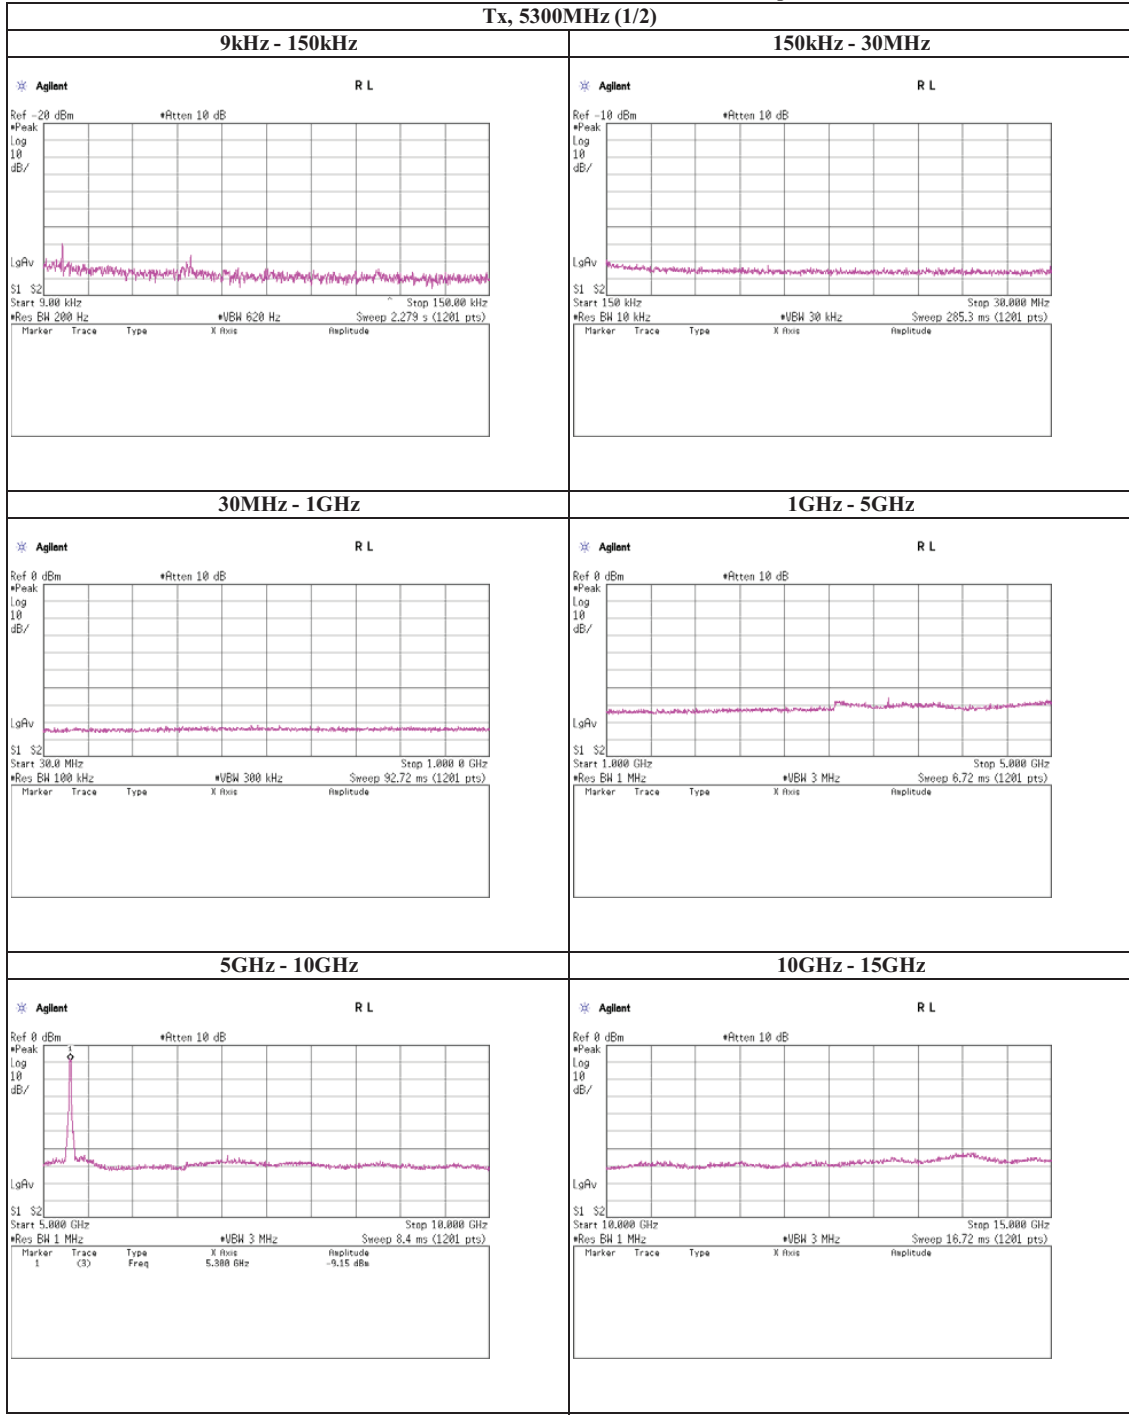 Tx, 5300MHz (1/2)
9kHz - 150kHz
Agilent R L
Ref -20 dBm #Atten 10 dB
#Peak
Log
10
dB/
LgAv
S1 S2
Start 9.00 kHz ^ Stop 150.00 kHz
#Res BW 200 Hz #VBW 620 Hz Sweep 2.279 s (1201 pts)
Marker Trace Type X Axis Amplitude
150kHz - 30MHz
Agilent R L
Ref -10 dBm #Atten 10 dB
#Peak
Log
10
dB/
LgAv
S1 S2
Start 150 kHz Stop 30.000 MHz
#Res BW 10 kHz #VBW 30 kHz Sweep 285.3 ms (1201 pts)
Marker Trace Type X Axis Amplitude
30MHz - 1GHz
Agilent R L
Ref 0 dBm #Atten 10 dB
#Peak
Log
10
dB/
LgAv
S1 S2
Start 30.0 MHz Stop 1.000 0 GHz
#Res BW 100 kHz #VBW 300 kHz Sweep 92.72 ms (1201 pts)
Marker Trace Type X Axis Amplitude
1GHz - 5GHz
Agilent R L
Ref 0 dBm #Atten 10 dB
#Peak
Log
10
dB/
LgAv
S1 S2
Start 1.000 GHz Stop 5.000 GHz
#Res BW 1 MHz #VBW 3 MHz Sweep 6.72 ms (1201 pts)
Marker Trace Type X Axis Amplitude
5GHz - 10GHz
Agilent R L
Ref 0 dBm #Atten 10 dB
#Peak
1
Log
10
dB/
LgAv
S1 S2
Start 5.000 GHz Stop 10.000 GHz
#Res BW 1 MHz #VBW 3 MHz Sweep 8.4 ms (1201 pts)
Marker Trace Type X Axis Amplitude
1 (3) Freq 5.300 GHz -9.15 dBm
10GHz - 15GHz
Agilent R L
Ref 0 dBm #Atten 10 dB
#Peak
Log
10
dB/
LgAv
S1 S2
Start 10.000 GHz Stop 15.000 GHz
#Res BW 1 MHz #VBW 3 MHz Sweep 16.72 ms (1201 pts)
Marker Trace Type X Axis Amplitude